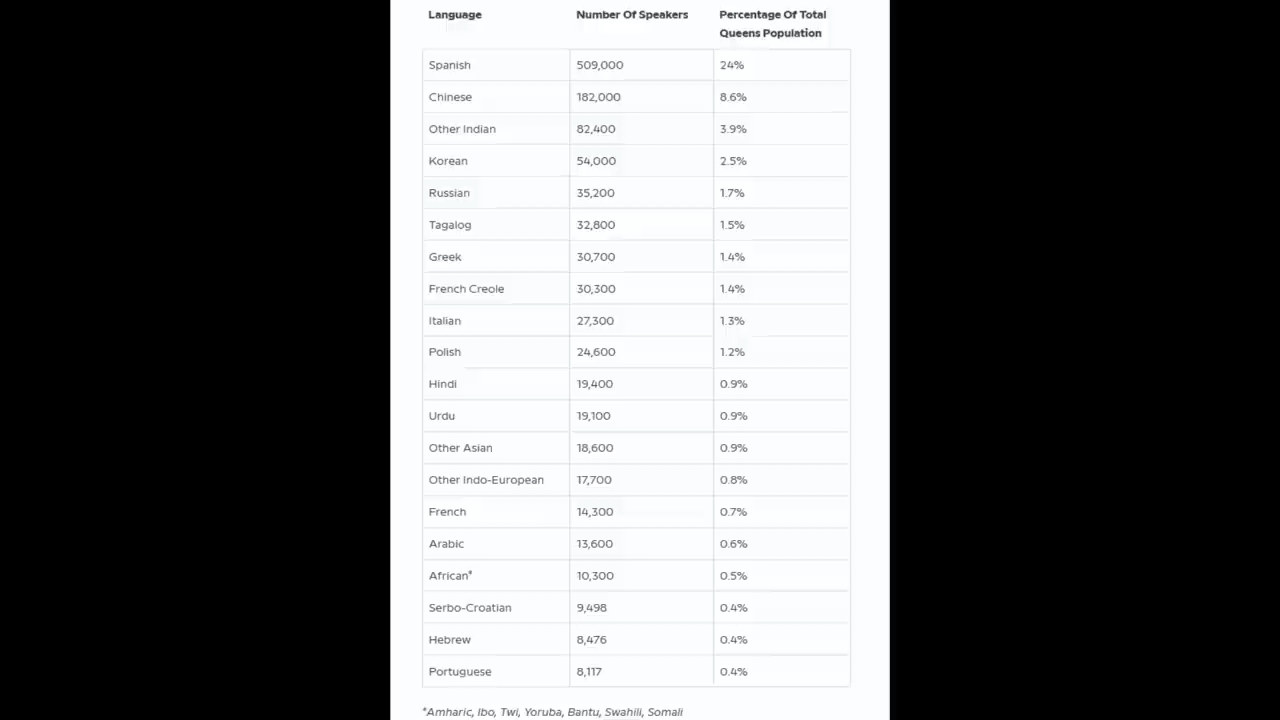 Language Number Of Speakers Percentage Of Total
Queens Population
Spanish 509,000 24%
Chinese 182,000 8.6%
Other Indian 82,400 3.9%
Korean 54,000 2.5%
Russian 35,200 1.7%
Tagalog 32,800 1.5%
Greek 30,700 1.4%
French Creole 30,300 1.4%
Italian 27,300 1.3%
Polish 24,600 1.2%
Hindi 19,400 0.9%
Urdu 19,100 0.9%
Other Asian 18,600 0.9%
Other Indo-European 17,700 0.8%
French 14,300 0.7%
Arabic 13,600 0.6%
African* 10,300 0.5%
Serbo-Croatian 9,498 0.4%
Hebrew 8,476 0.4%
Portuguese 8,117 0.4%
*Amharic, Ibo, Twi, Yoruba, Bantu, Swahili, Somali